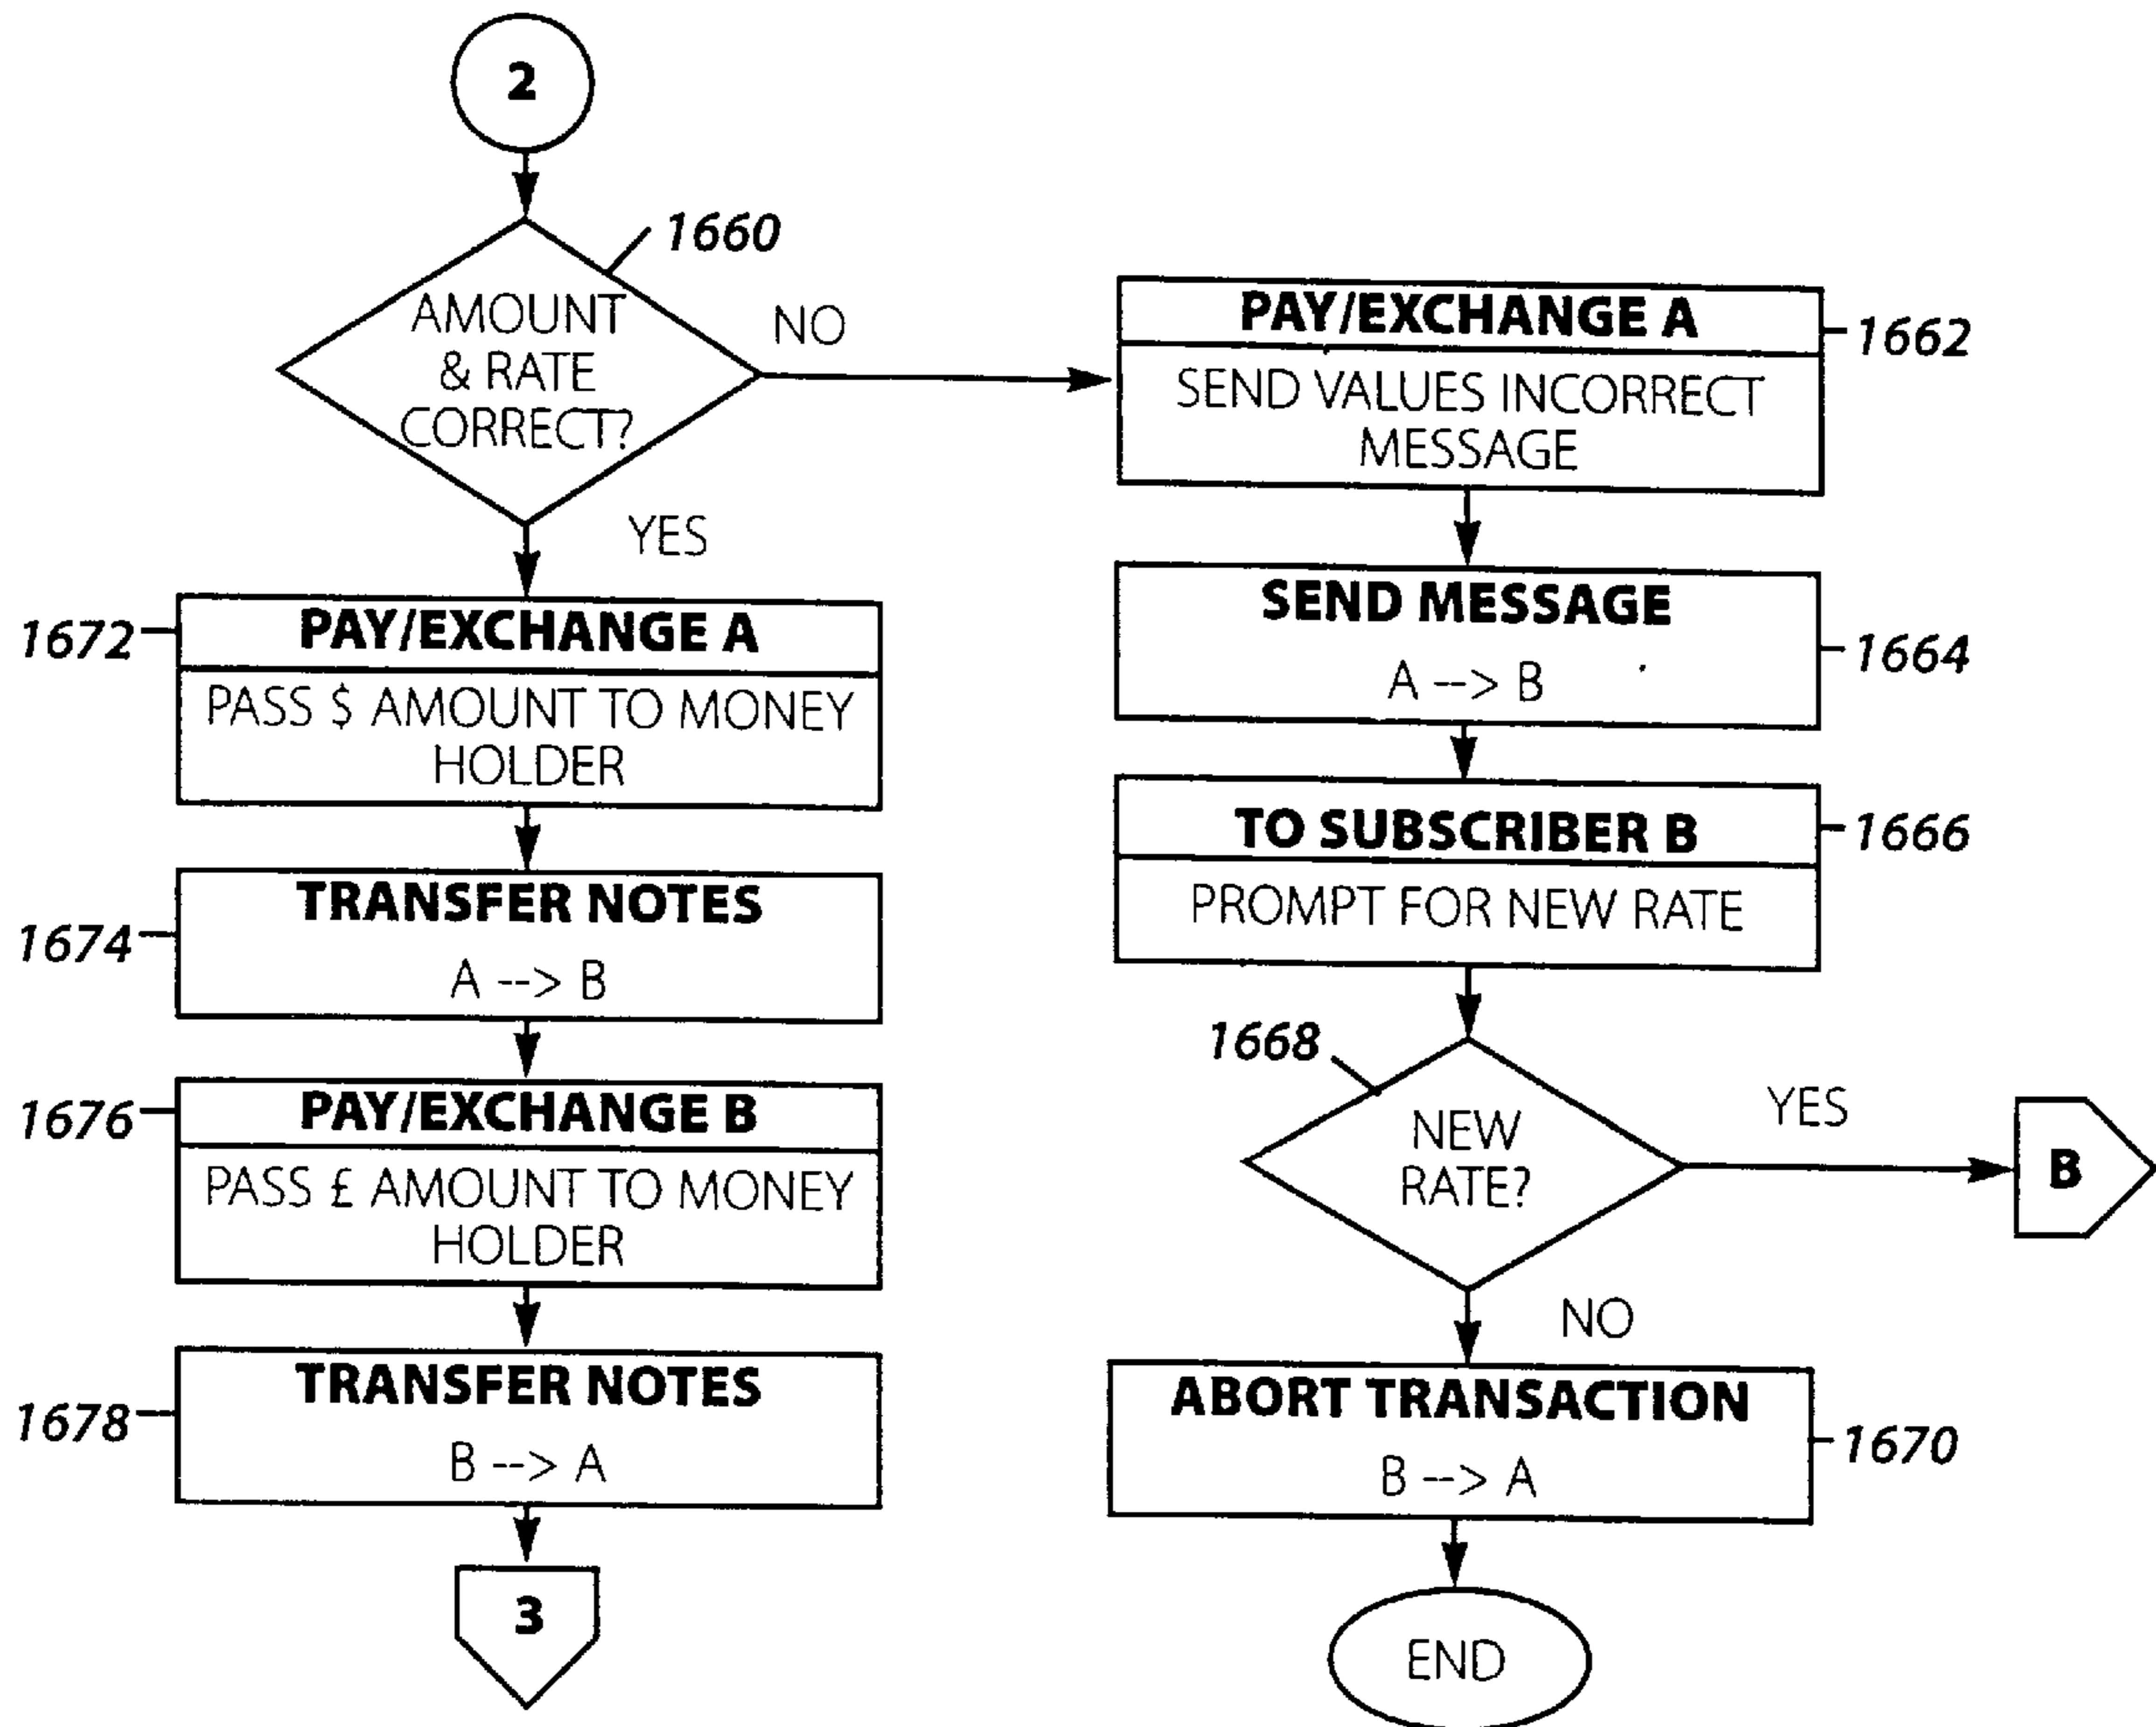 2
1660
AMOUNT
& RATE
CORRECT?
NO
YES
PAY/EXCHANGE A
1662
SEND VALUES INCORRECT
MESSAGE
SEND MESSAGE
A --> B
1664
TO SUBSCRIBER B
1666
PROMPT FOR NEW RATE
1668
NEW
RATE?
YES
B
NO
ABORT TRANSACTION
B --> A
1670
END
1672
PAY/EXCHANGE A
PASS $ AMOUNT TO MONEY
HOLDER
TRANSFER NOTES
1674
A --> B
1676
PAY/EXCHANGE B
PASS £ AMOUNT TO MONEY
HOLDER
TRANSFER NOTES
1678
B --> A
3